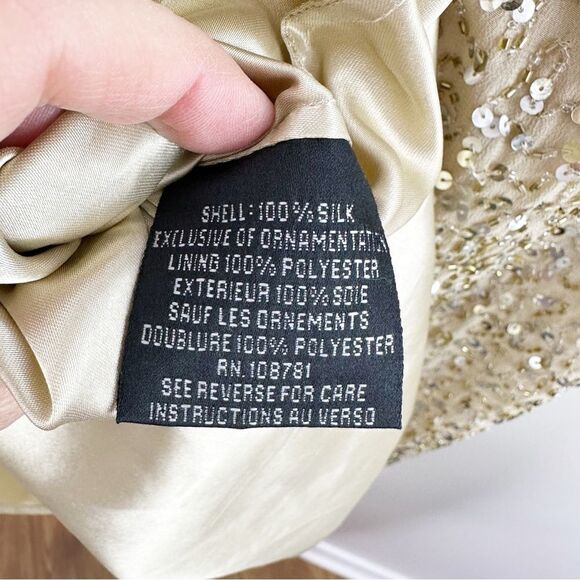 SHELL: 100% SILK
EXCLUSIVE OF ORNAMENTATION
LINING 100% POLYESTER
EXTERIEUR 100% SOIE
SAUF LES ORNEMENTS
DOUBLURE 100% POLYESTER
RN. 108781
SEE REVERSE FOR CARE
INSTRUCTIONS AU VERSO